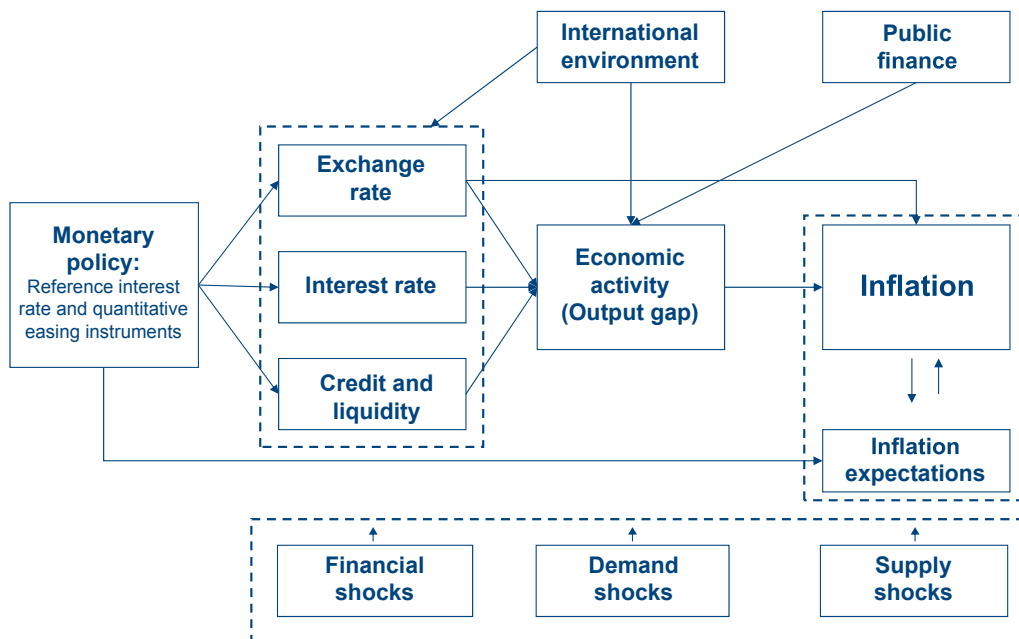 International
environment
Public
finance
Exchange
rate
Monetary
policy:
Reference interest
rate and quantitative
easing instruments
Interest rate
Economic
activity
(Output gap)
Inflation
Credit and
liquidity
Inflation
expectations
Financial
shocks
Demand
shocks
Supply
shocks